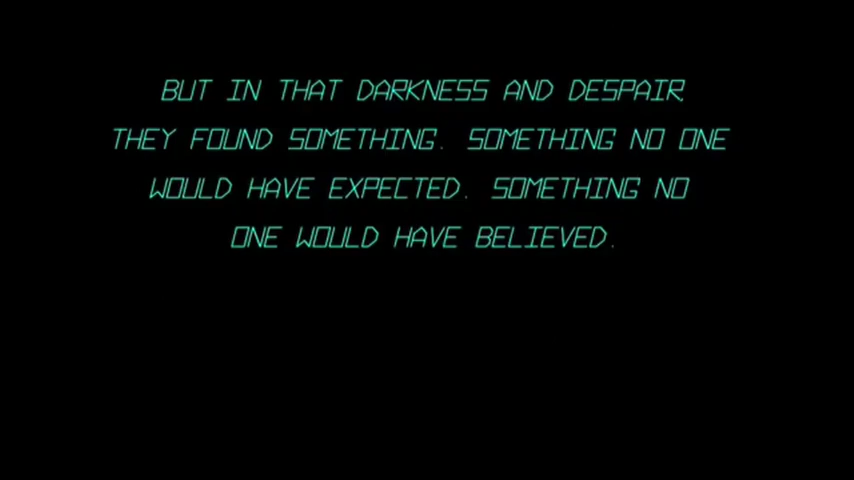 BUT IN THAT DARKNESS AND DESPAIR,
THEY FOUND SOMETHING. SOMETHING NO ONE
WOULD HAVE EXPECTED. SOMETHING NO
ONE WOULD HAVE BELIEVED.